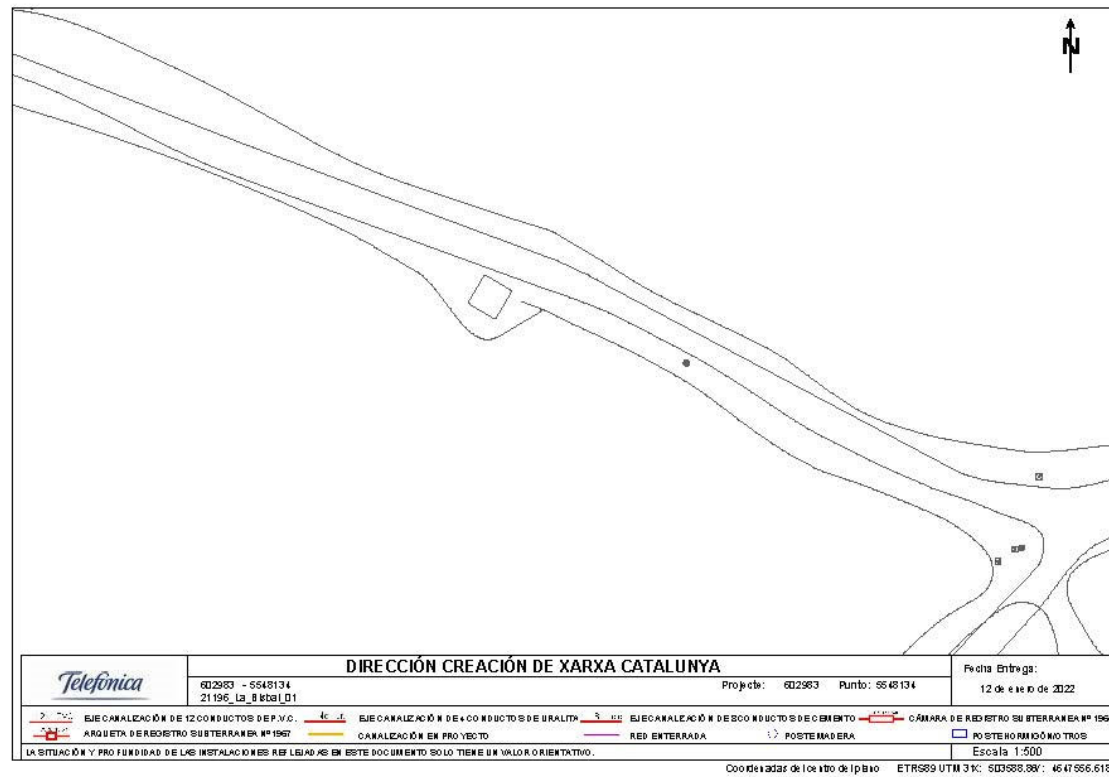 N
DIRECCIÓN CREACIÓN DE XARXA CATALUNYA
Telefónica
602983 - 5548134
21196_La_Bisbal_01
Projecte: 602983 Punto: 5548134
Fecha Entrega:
12 de enero de 2022
EJE CANALIZACIÓN DE 12 CONDUCTOS DE P.V.C.
EJE CANALIZACIÓN DE 4 CONDUCTOS DE URALITA
EJE CANALIZACIÓN DE 8 CONDUCTOS DE CEMENTO
CÁMARA DE REGISTRO SUBTERRANEA Nº 196
ARQUETA DE REGISTRO SUBTERRANEA Nº 1967
CANALIZACIÓN EN PROYECTO
RED ENTERRADA
POSTE MADERA
POSTE HORMIGÓN/OTROS
LA SITUACIÓN Y PROFUNDIDAD DE LAS INSTALACIONES REFLEJADAS EN ESTE DOCUMENTO SOLO TIENE UN VALOR ORIENTATIVO.
Escala 1:500
Coordenadas del centro del plano ETRS89 UTM 31X: 503588.86Y: 4647556.618